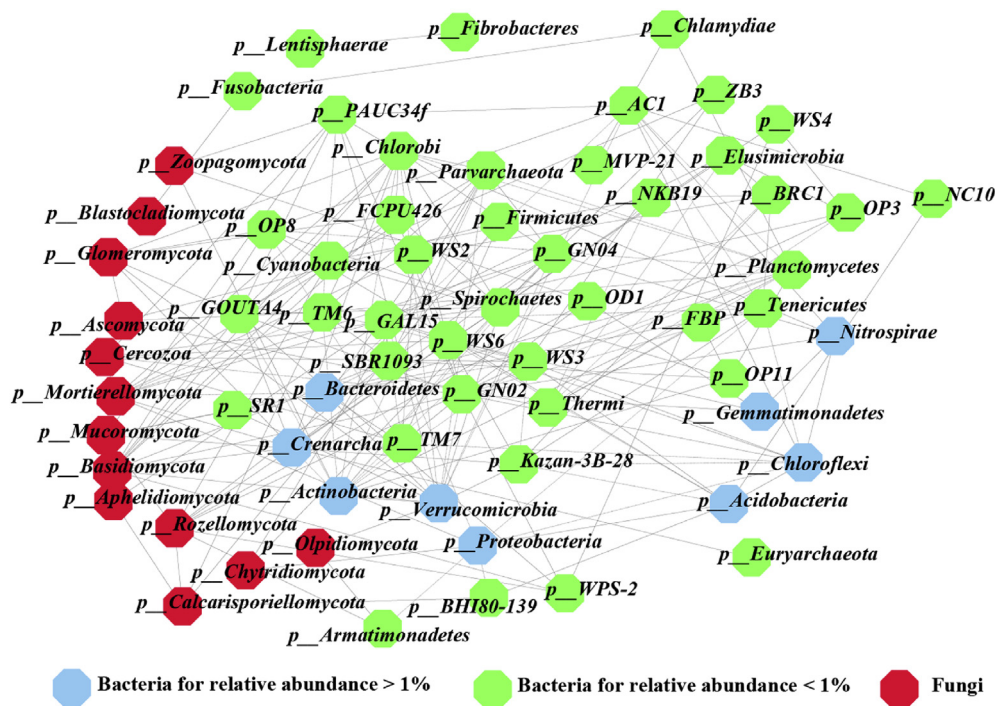 p__Fibrobacteres
p__Chlamydiae
p__Lentisphaerae
p__Fusobacteria
p__ZB3
p__AC1
p__PAUC34f
p__WS4
p__Chlorobi
p__Elusimicrobia
p__Zoopagomycota
p__MVP-21
p__Parvarchaeota
p__NKB19
p__BRC1
p__NC10
p__Blastocladiomycota
p__FCPU426
p__OP3
p__OP8
p__Firmicutes
p__Glomeromycota
p__WS2
p__GN04
p__Cyanobacteria
p__Planctomycetes
p__Spirochaetes
p__OD1
p__GOUTA4
p__TM6
p__Tenericutes
p__GAL15
p__FBP
p__Ascomycota
p__Nitrospirae
p__WS6
p__Cercozoa
p__SBR1093
p__WS3
p__OP11
p__Mortierellomycota
p__Bacteroidetes
p__GN02
p__Thermi
p__SR1
p__Gemmatimonadetes
p__Mucoromycota
p__Crenarcha
p__TM7
p__Basidiomycota
p__Kazan-3B-28
p__Chloroflexi
p__Aphelidiomycota
p__Actinobacteria
p__Verrucomicrobia
p__Acidobacteria
p__Rozellomycota
p__Olpidiomycota
p__Proteobacteria
p__Euryarchaeota
p__Chytridiomycota
p__WPS-2
p__Calcarisporiellomycota
p__BHI80-139
p__Armatimonadetes
Bacteria for relative abundance > 1%
Bacteria for relative abundance < 1%
Fungi